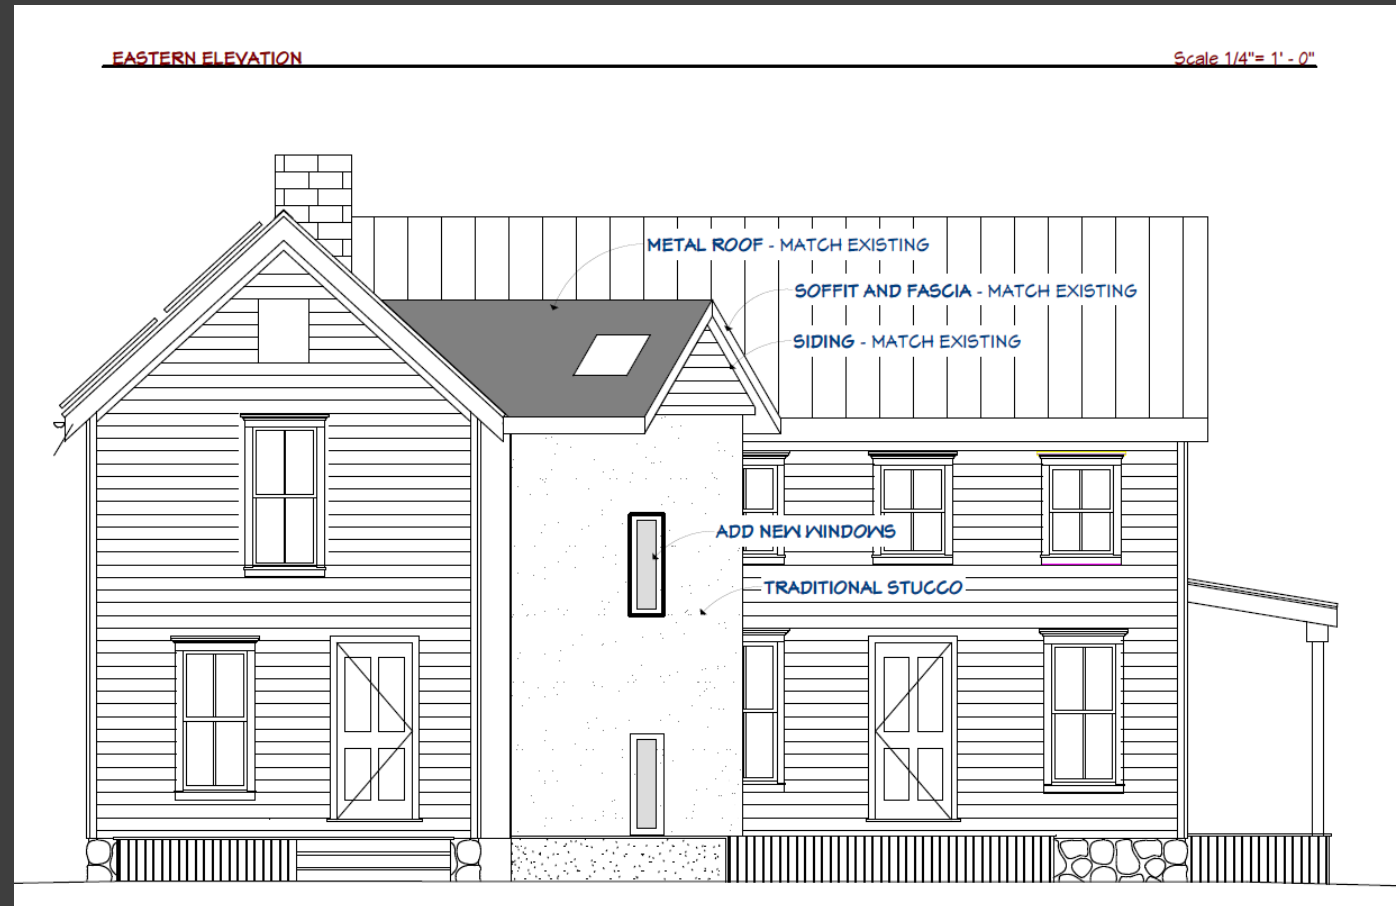 EASTERN ELEVATION
Scale 1/4"= 1' - 0"
METAL ROOF - MATCH EXISTING
SOFFIT AND FASCIA - MATCH EXISTING
SIDING - MATCH EXISTING
ADD NEW WINDOWS
TRADITIONAL STUCCO